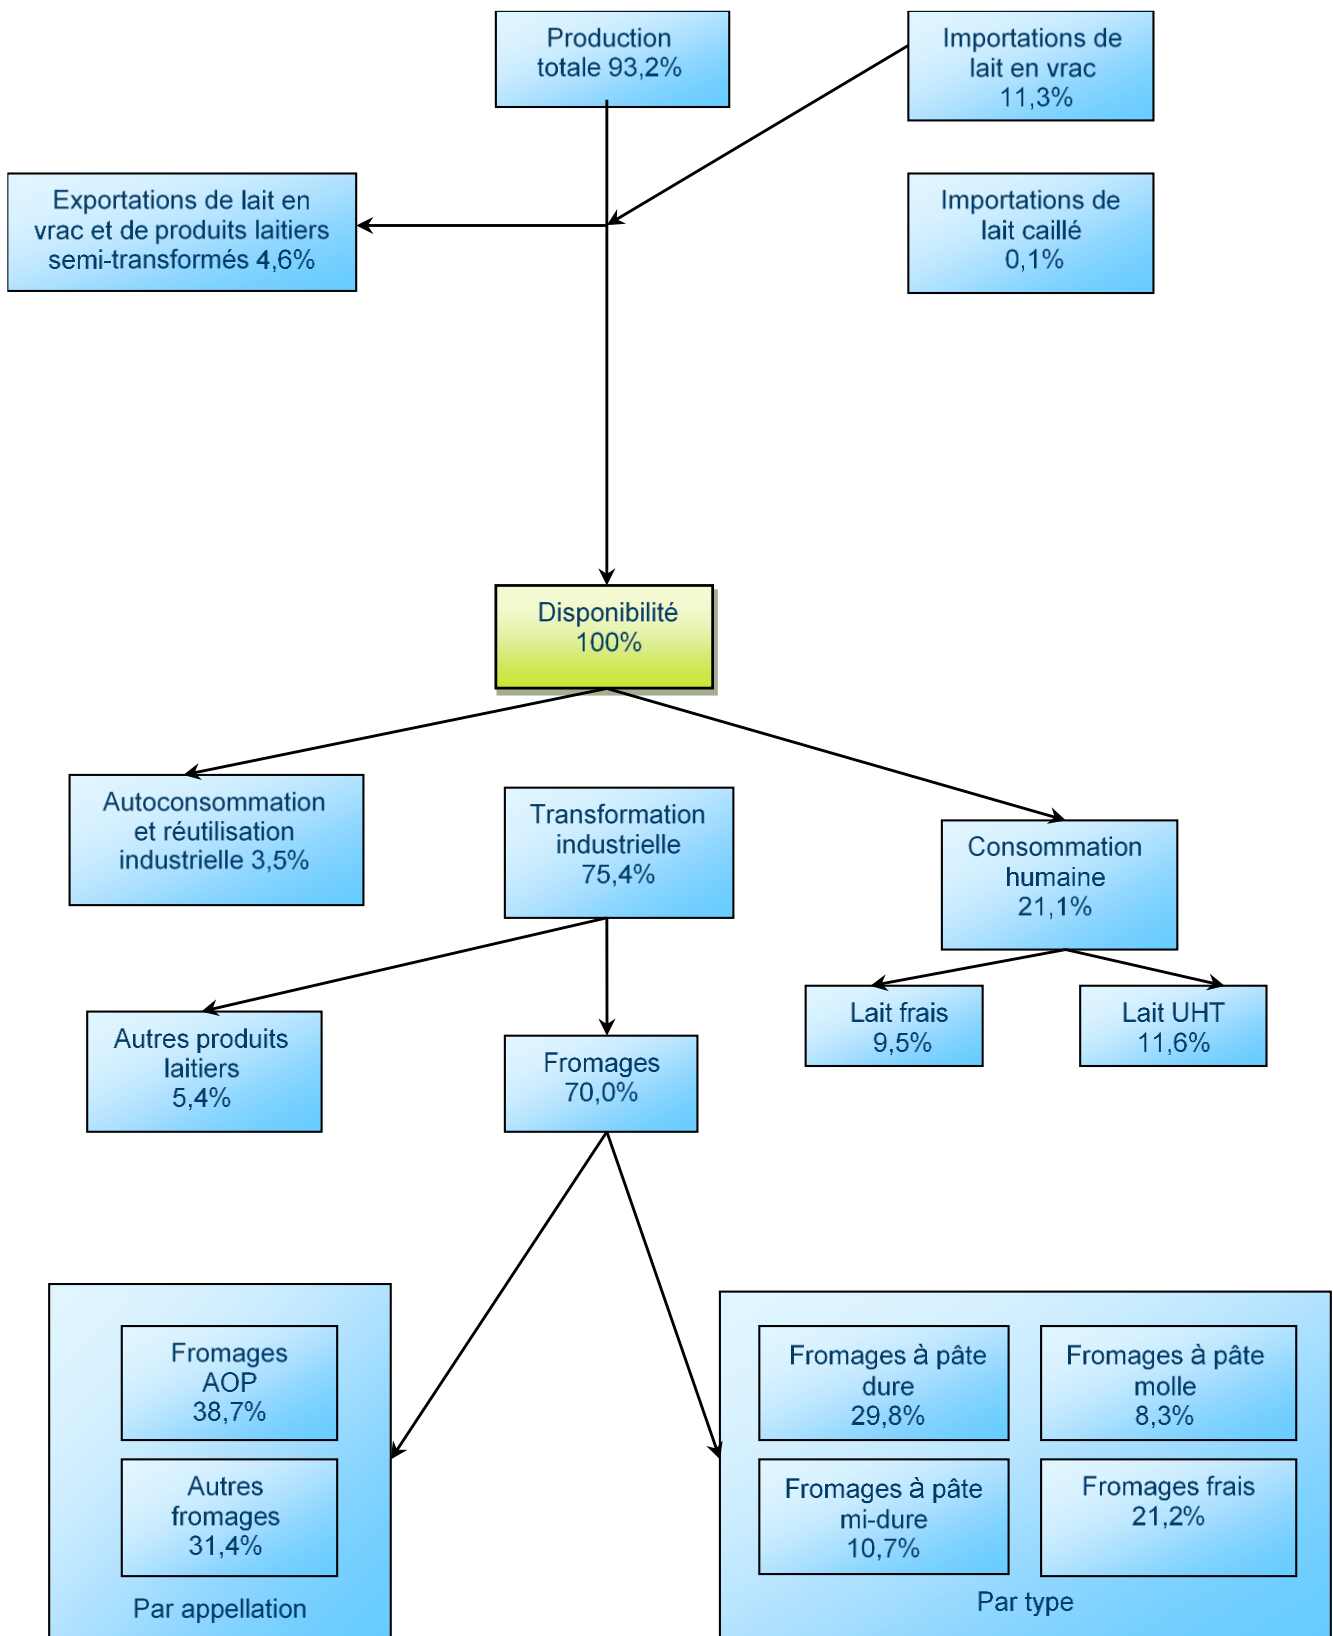 Production
totale 93,2%
Importations de
lait en vrac
11,3%
Exportations de lait en
vrac et de produits laitiers
semi-transformés 4,6%
Importations de
lait caillé
0,1%
Disponibilité
100%
Autoconsommation
et réutilisation
industrielle 3,5%
Transformation
industrielle
75,4%
Consommation
humaine
21,1%
Autres produits
laitiers
5,4%
Fromages
70,0%
Lait frais
9,5%
Lait UHT
11,6%
Fromages
AOP
38,7%
Autres
fromages
31,4%
Par appellation
Fromages à pâte
dure
29,8%
Fromages à pâte
molle
8,3%
Fromages à pâte
mi-dure
10,7%
Fromages frais
21,2%
Par type